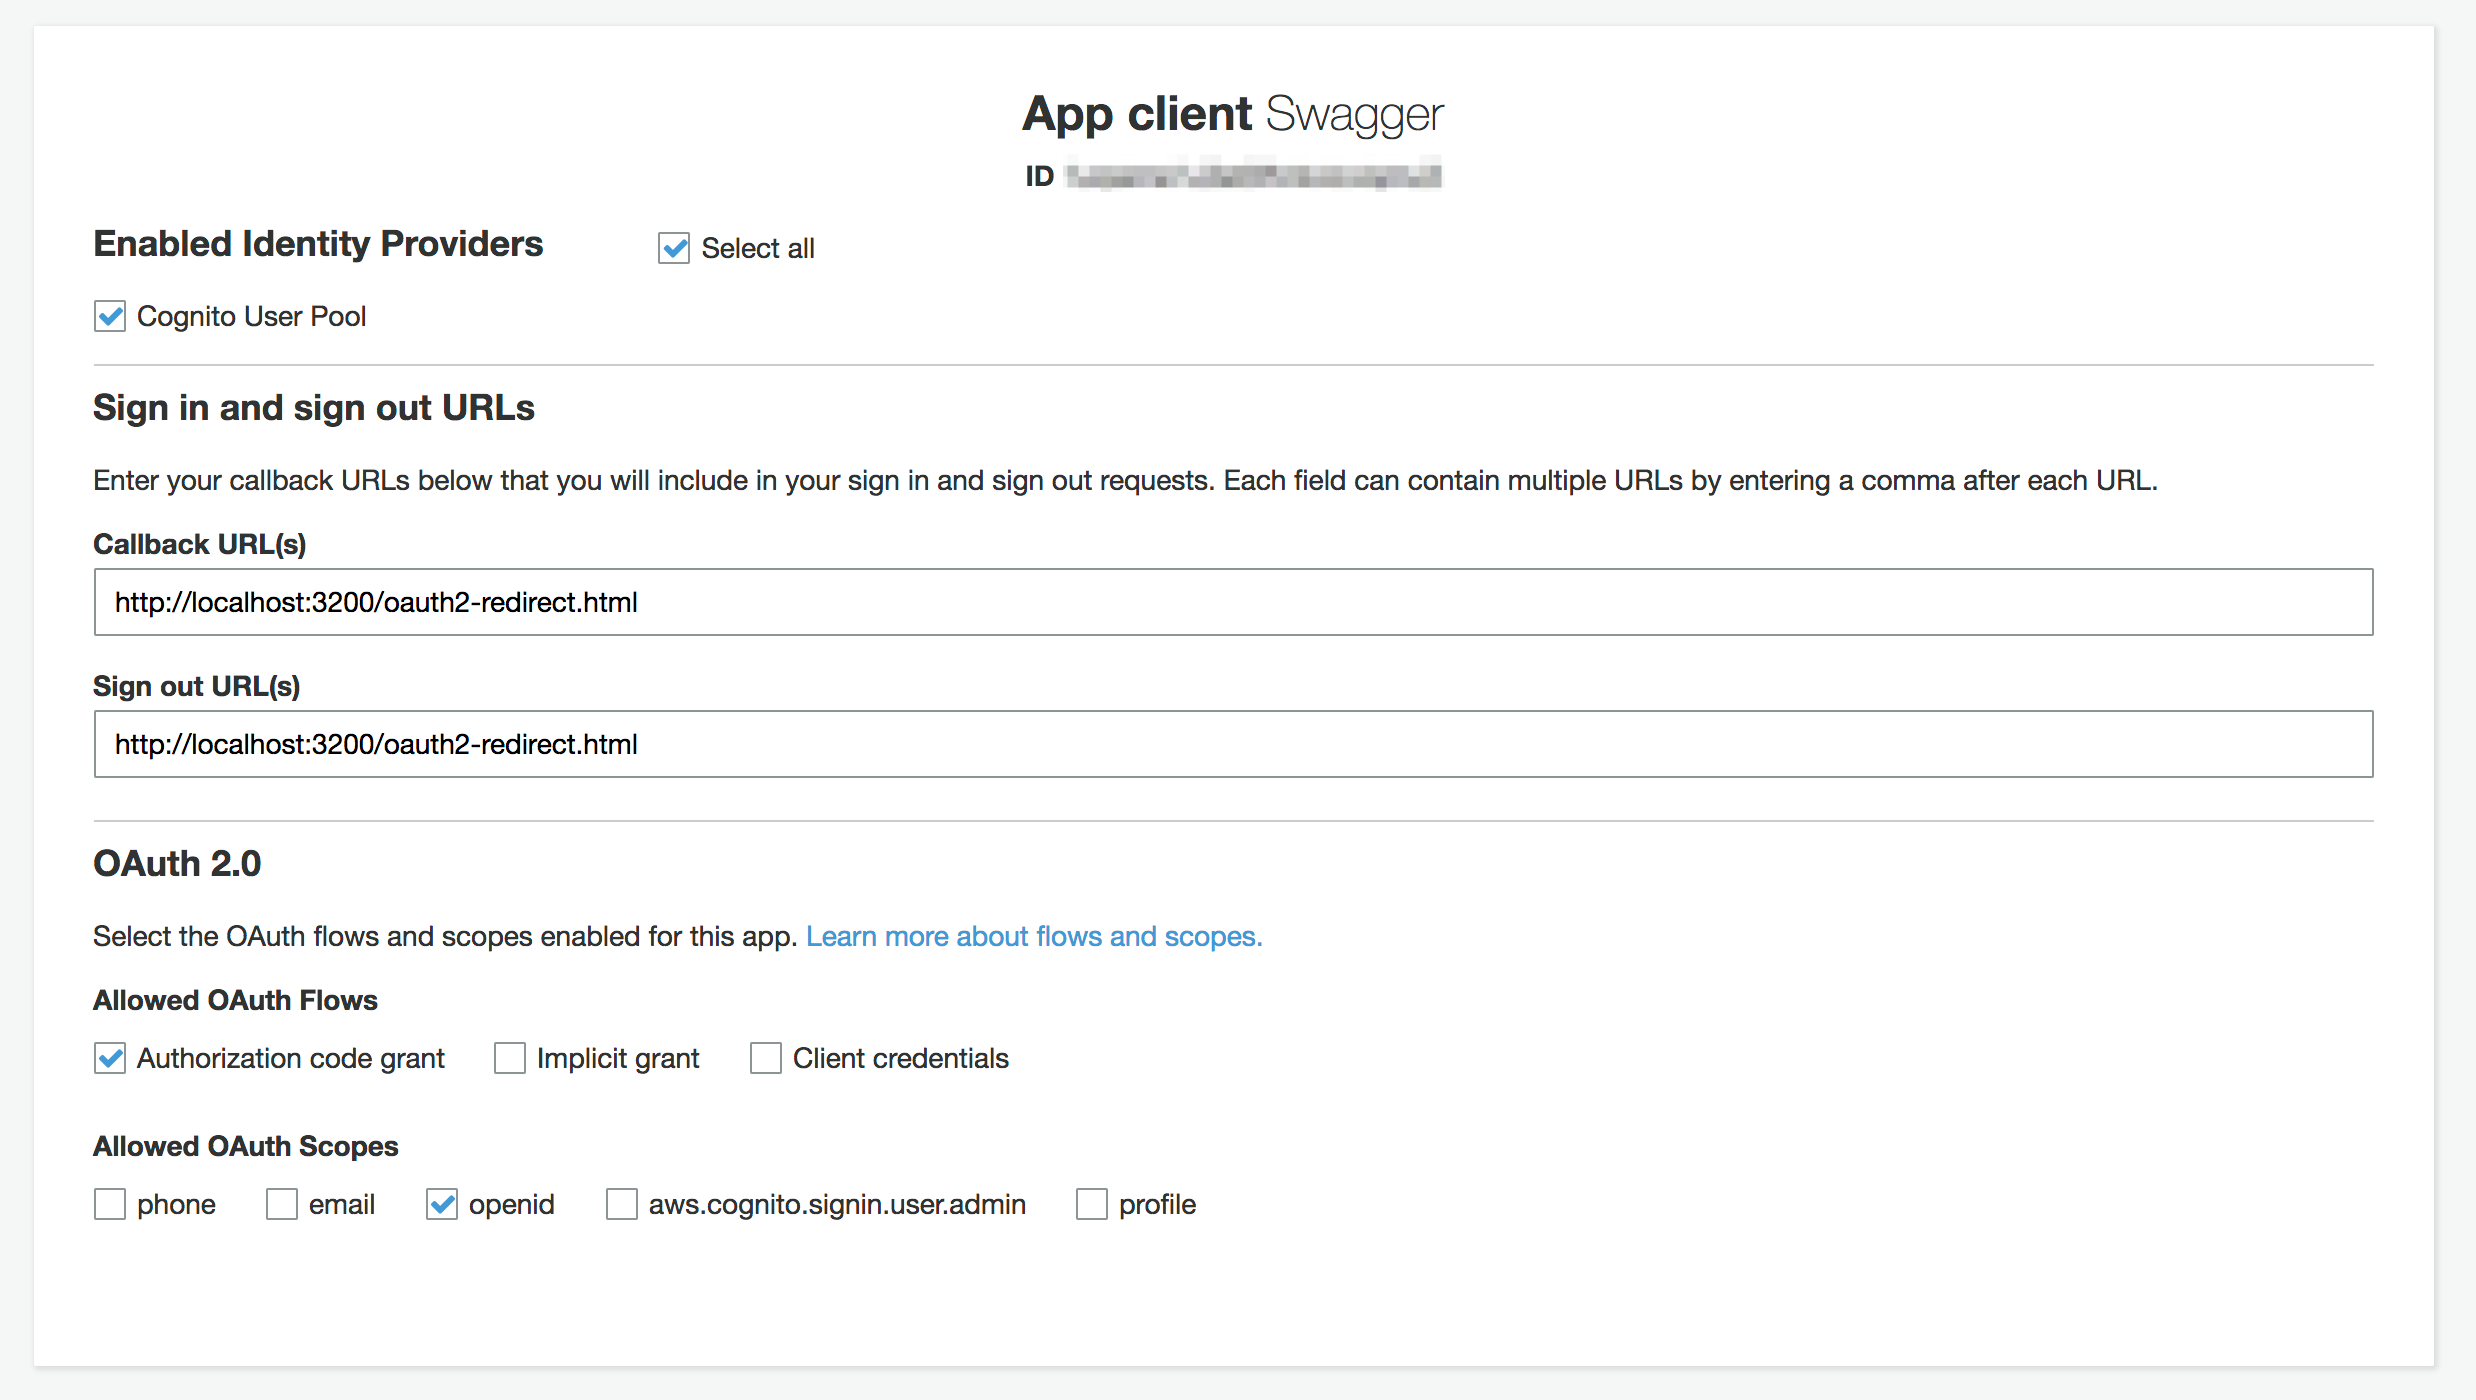 App client Swagger
ID
Enabled Identity Providers
Select all
Cognito User Pool
Sign in and sign out URLs
Enter your callback URLs below that you will include in your sign in and sign out requests. Each field can contain multiple URLs by entering a comma after each URL.
Callback URL(s)
http://localhost:3200/oauth2-redirect.html
Sign out URL(s)
http://localhost:3200/oauth2-redirect.html
OAuth 2.0
Select the OAuth flows and scopes enabled for this app. Learn more about flows and scopes.
Allowed OAuth Flows
Authorization code grant Implicit grant Client credentials
Allowed OAuth Scopes
phone email openid aws.cognito.signin.user.admin profile